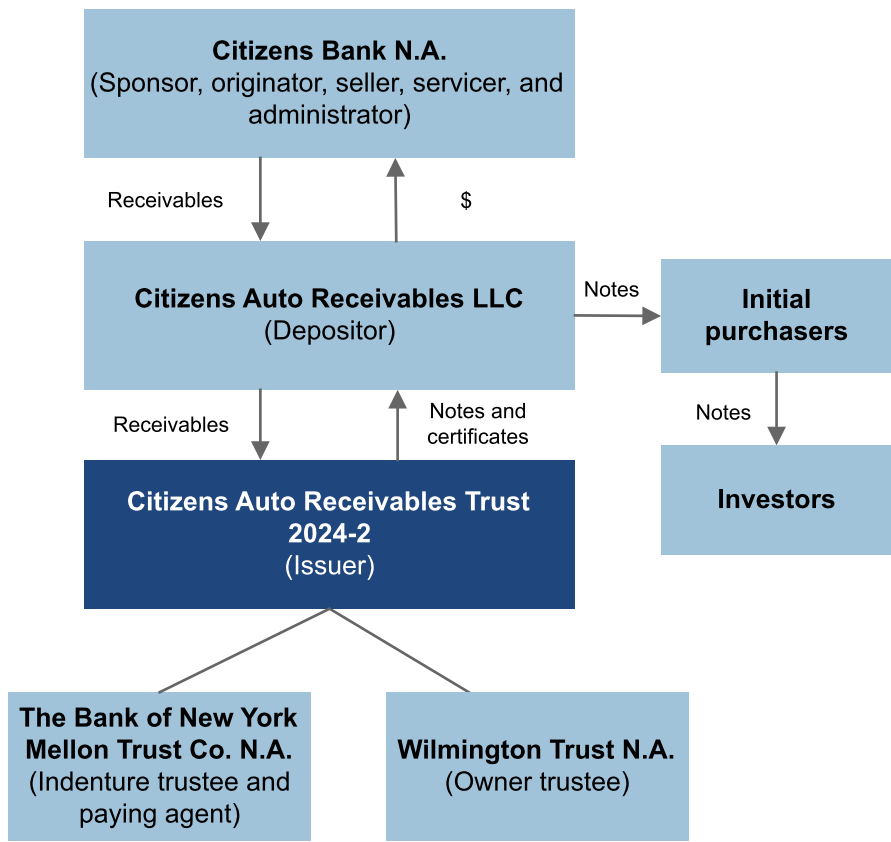 Citizens Bank N.A.
(Sponsor, originator, seller, servicer, and
administrator)
Receivables
$
Citizens Auto Receivables LLC
(Depositor)
Notes
Initial
purchasers
Receivables
Notes and
certificates
Notes
Citizens Auto Receivables Trust
2024-2
(Issuer)
Investors
The Bank of New York
Mellon Trust Co. N.A.
(Indenture trustee and
paying agent)
Wilmington Trust N.A.
(Owner trustee)